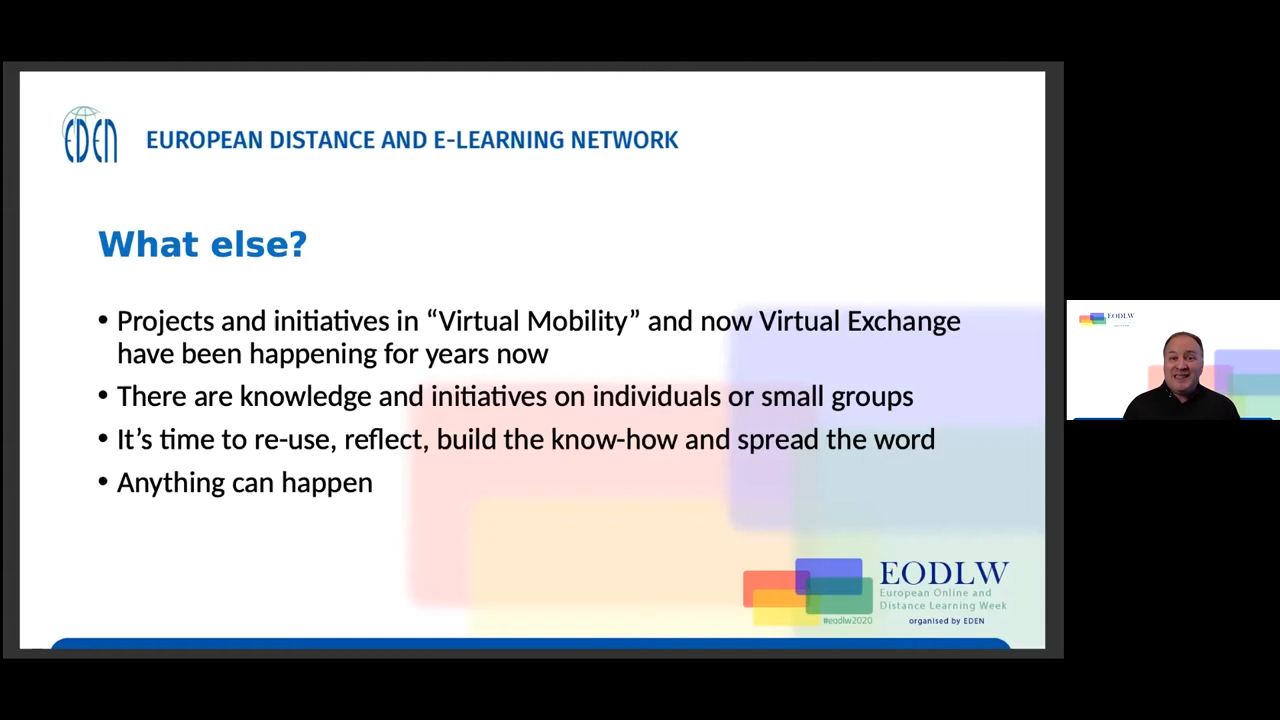 EDEN
EUROPEAN DISTANCE AND E-LEARNING NETWORK
What else?
• Projects and initiatives in “Virtual Mobility” and now Virtual Exchange
have been happening for years now
• There are knowledge and initiatives on individuals or small groups
• It’s time to re-use, reflect, build the know-how and spread the word
• Anything can happen
EODLW
European Online and
Distance Learning Week
#eodlw2020
organised by EDEN
EODLW